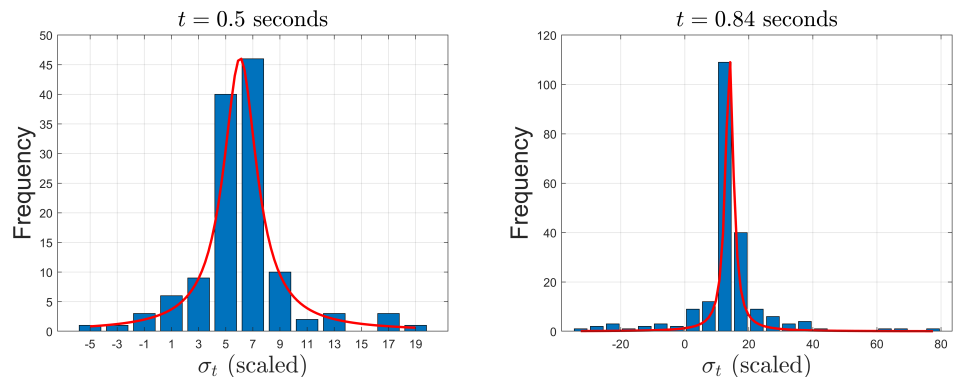 t = 0.5 seconds
50
45
40
35
30
25
20
15
10
5
0
Frequency
-5 -3 -1 1 3 5 7 9 11 13 15 17 19
σt (scaled)
t = 0.84 seconds
120
100
80
60
40
20
0
Frequency
-20 0 20 40 60 80
σt (scaled)